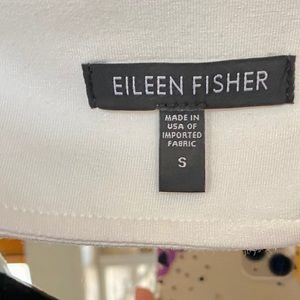 EILEEN FISHER
MADE IN
USA OF
IMPORTED
FABRIC
S